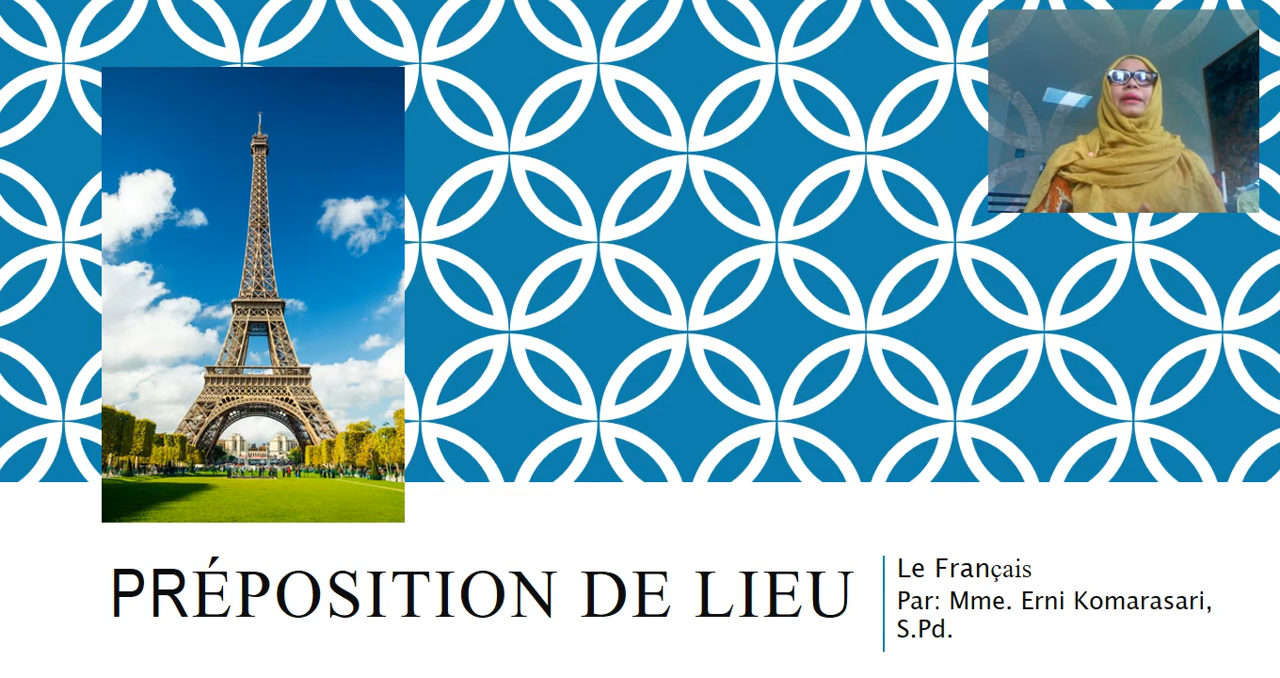 PRÉPOSITION DE LIEU
Le Français
Par: Mme. Erni Komarasari,
S.Pd.